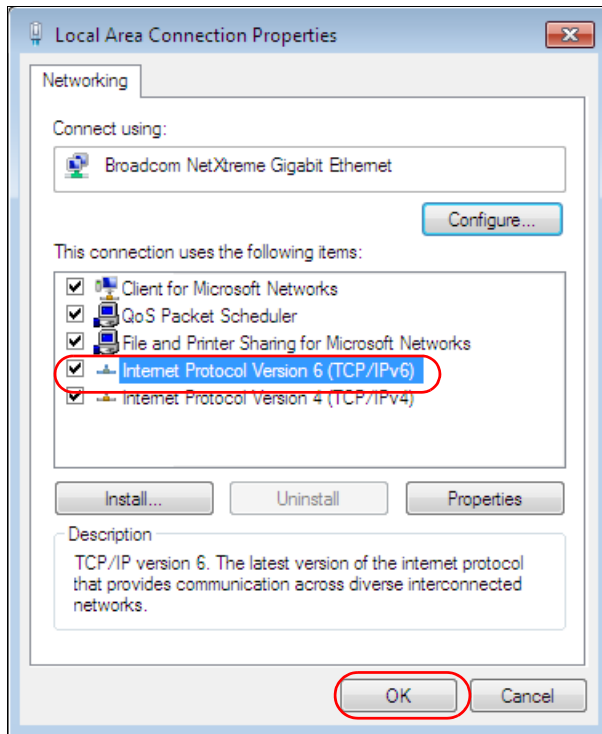 Local Area Connection Properties
Networking
Connect using:
Broadcom NetXtreme Gigabit Ethernet
Configure...
This connection uses the following items:
Client for Microsoft Networks
QoS Packet Scheduler
File and Printer Sharing for Microsoft Networks
Internet Protocol Version 6 (TCP/IPv6)
Internet Protocol Version 4 (TCP/IPv4)
Install... Uninstall Properties
Description
TCP/IP version 6. The latest version of the internet protocol
that provides communication across diverse interconnected
networks.
OK Cancel